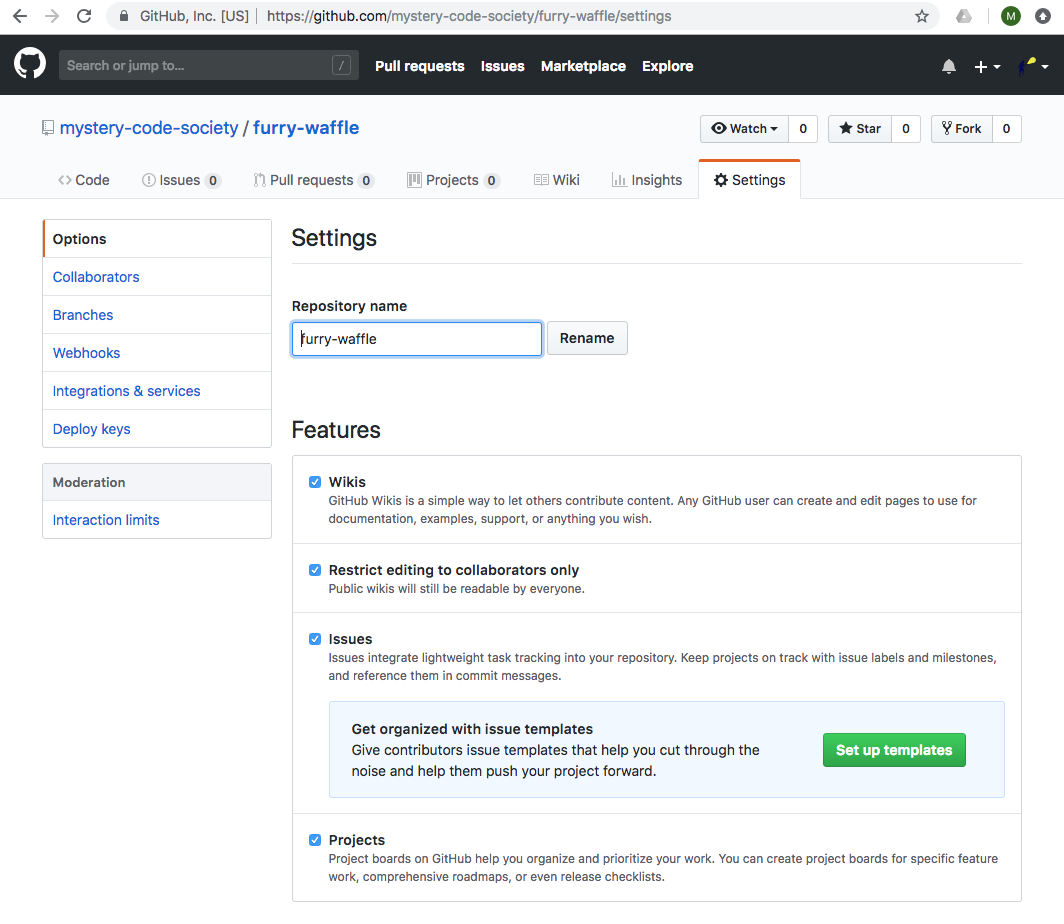 GitHub, Inc. [US] https://github.com/mystery-code-society/furry-waffle/settings
M
Search or jump to... / Pull requests Issues Marketplace Explore
mystery-code-society / furry-waffle Watch 0 Star 0 Fork 0
Code Issues 0 Pull requests 0 Projects 0 Wiki Insights Settings
Options
Collaborators
Branches
Webhooks
Integrations & services
Deploy keys
Moderation
Interaction limits
Settings
Repository name
furry-waffle Rename
Features
Wikis
GitHub Wikis is a simple way to let others contribute content. Any GitHub user can create and edit pages to use for
documentation, examples, support, or anything you wish.
Restrict editing to collaborators only
Public wikis will still be readable by everyone.
Issues
Issues integrate lightweight task tracking into your repository. Keep projects on track with issue labels and milestones,
and reference them in commit messages.
Get organized with issue templates
Give contributors issue templates that help you cut through the
noise and help them push your project forward.
Set up templates
Projects
Project boards on GitHub help you organize and prioritize your work. You can create project boards for specific feature
work, comprehensive roadmaps, or even release checklists.